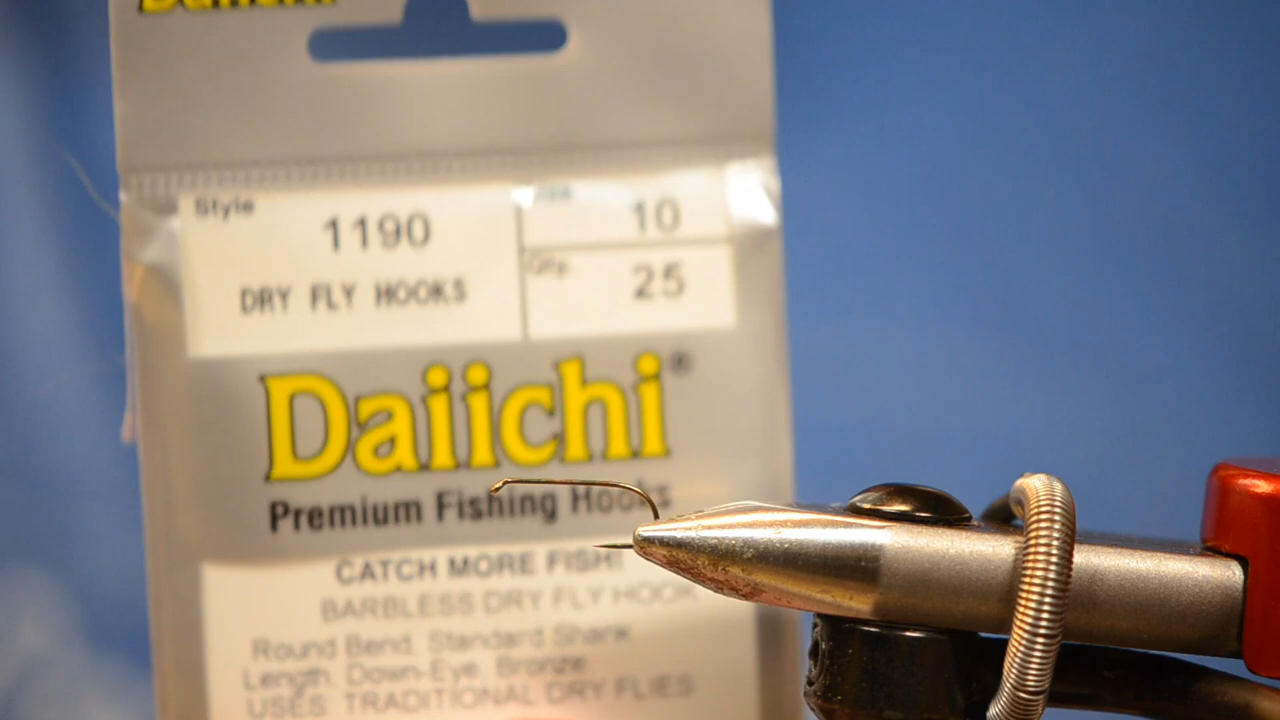 Daiichi
Style
1190
10
DRY FLY HOOKS
Qty.
25
Daiichi®
Premium Fishing Hooks
CATCH MORE FISH!
BARBLESS DRY FLY HOOK
Round Bend, Standard Shank
Length, Down-Eye, Bronze
USES: TRADITIONAL DRY FLIES